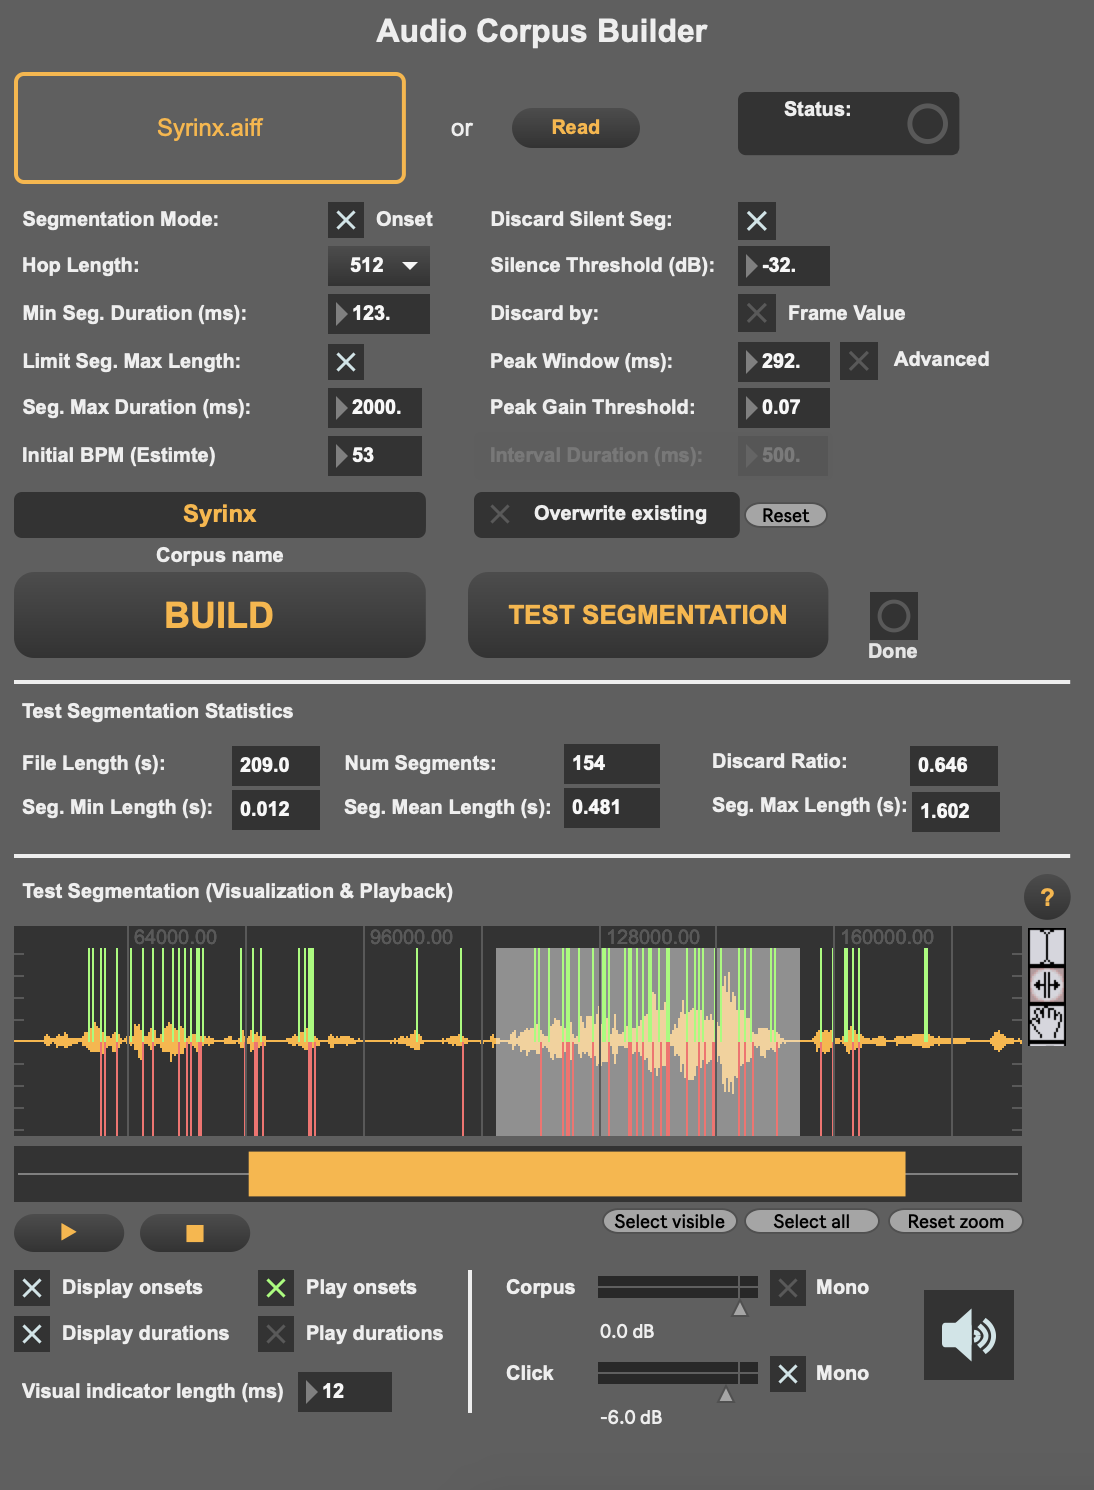 Audio Corpus Builder
Syrinx.aiff or Read Status:
Segmentation Mode: Onset Discard Silent Seg:
Hop Length: 512 Silence Threshold (dB): -32.
Min Seg. Duration (ms): 123. Discard by: Frame Value
Limit Seg. Max Length: Peak Window (ms): 292. Advanced
Seg. Max Duration (ms): 2000. Peak Gain Threshold: 0.07
Initial BPM (Estimte) 53 Interval Duration (ms): 500.
Syrinx Overwrite existing Reset
Corpus name
BUILD TEST SEGMENTATION
Done
Test Segmentation Statistics
File Length (s): 209.0 Num Segments: 154 Discard Ratio: 0.646
Seg. Min Length (s): 0.012 Seg. Mean Length (s): 0.481 Seg. Max Length (s): 1.602
Test Segmentation (Visualization & Playback) ?
64000.00 96000.00 128000.00 160000.00
Select visible Select all Reset zoom
Display onsets Play onsets Corpus Mono
Display durations Play durations 0.0 dB
Visual indicator length (ms) 12 Click Mono
-6.0 dB